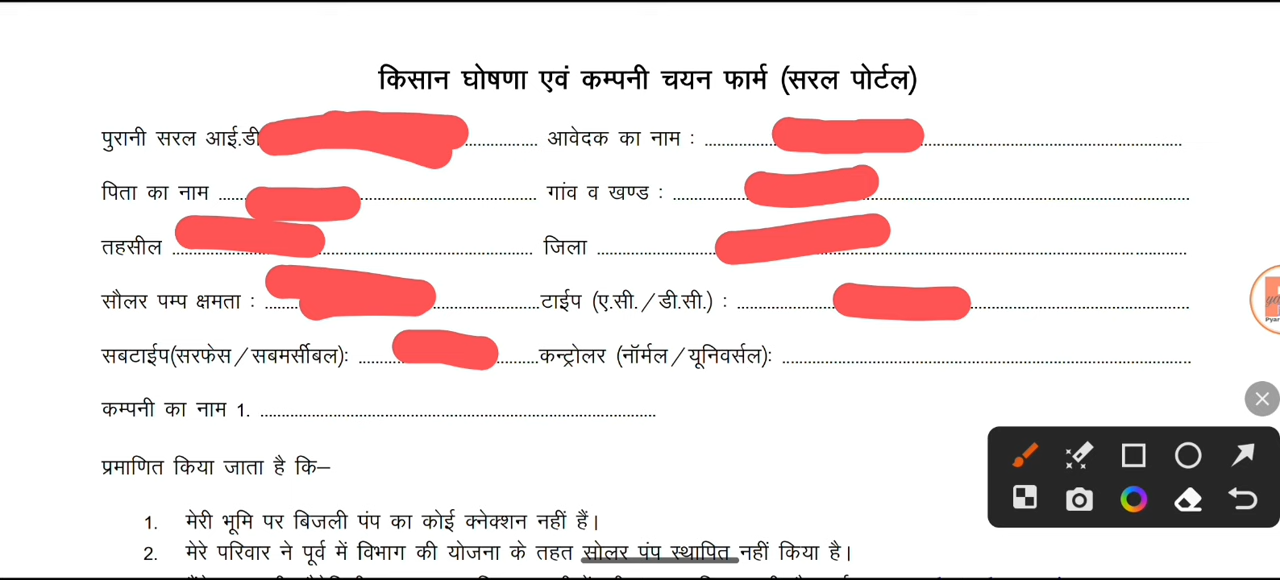 किसान घोषणा एवं कम्पनी चयन फार्म (सरल पोर्टल)
पुरानी सरल आई.डी ............... आवेदक का नाम : ...............
पिता का नाम ............... गांव व खण्ड : ...............
तहसील ............... जिला ...............
सौलर पम्प क्षमता : ............... टाईप (ए.सी./डी.सी.) : ...............
सबटाईप(सरफेस/सबमर्सीबल): ............... कन्ट्रोलर (नॉर्मल/यूनिवर्सल): ...............
कम्पनी का नाम 1. ...............
प्रमाणित किया जाता है कि–
1. मेरी भूमि पर बिजली पंप का कोई क्नेक्शन नहीं हैं।
2. मेरे परिवार ने पूर्व में विभाग की योजना के तहत सोलर पंप स्थापित नहीं किया है।